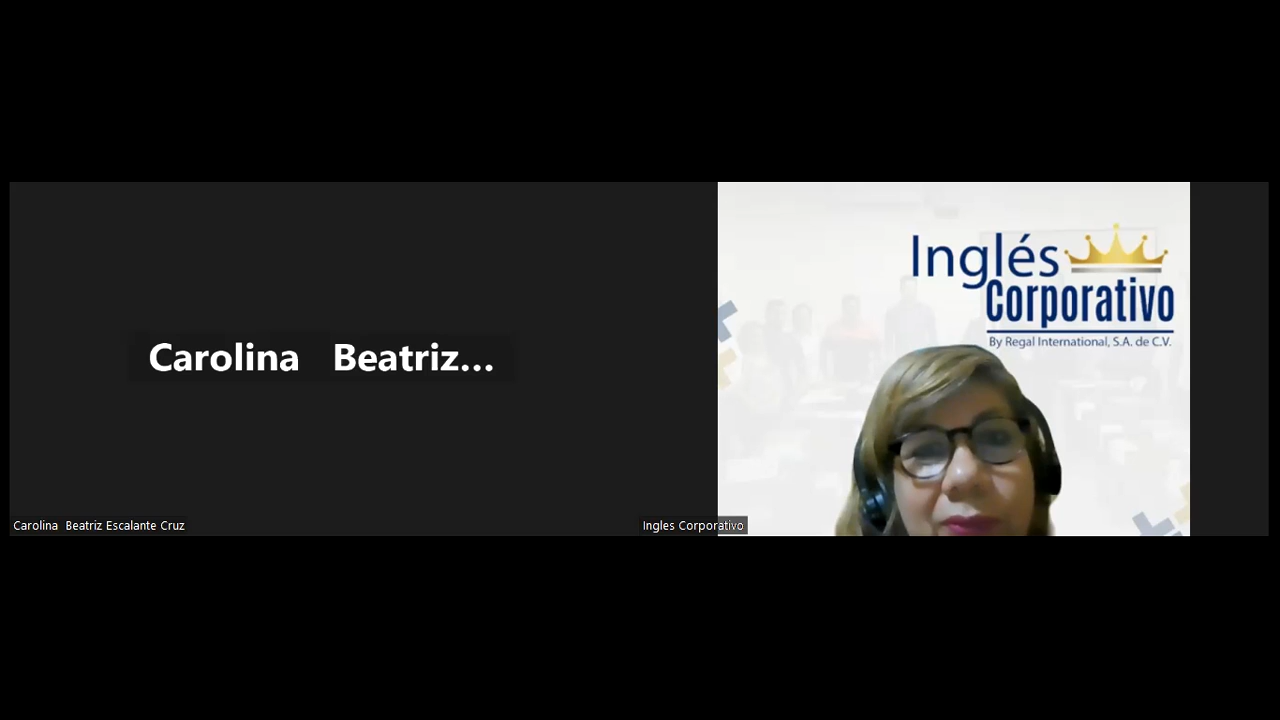 Carolina Beatriz...
Carolina Beatriz Escalante Cruz
Inglés
Corporativo
By Regal International, S.A. de C.V.
Ingles Corporativo